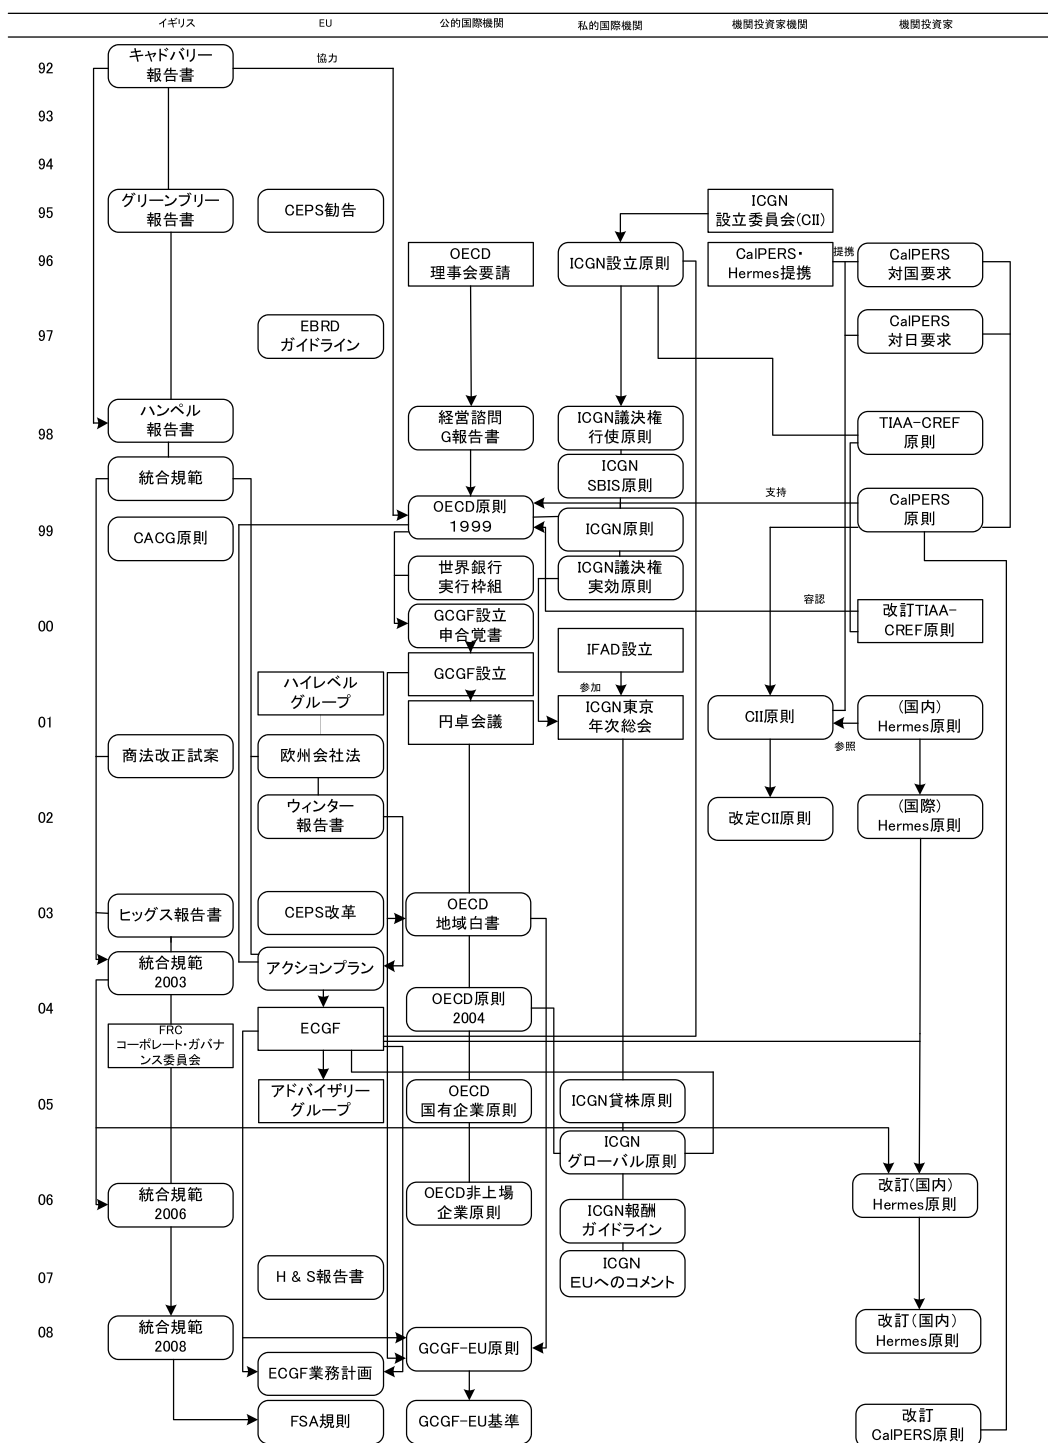 イギリス
EU
公的国際機関
私的国際機関
機関投資家機関
機関投資家
92
キャドバリー
報告書
協力
93
94
95
グリーンブリー
報告書
CEPS勧告
ICGN
設立委員会(CII)
96
OECD
理事会要請
ICGN設立原則
CalPERS・
Hermes提携
提携
CalPERS
対国要求
97
EBRD
ガイドライン
CalPERS
対日要求
98
ハンペル
報告書
経営諮問
G報告書
ICGN議決権
行使原則
TIAA-CREF
原則
統合規範
ICGN
SBIS原則
99
CACG原則
OECD原則
1999
ICGN原則
支持
CalPERS
原則
世界銀行
実行枠組
ICGN議決権
実効原則
00
GCGF設立
申合覚書
容認
改訂TIAA-
CREF原則
GCGF設立
IFAD設立
参加
01
ハイレベル
グループ
円卓会議
ICGN東京
年次総会
CII原則
参照
(国内)
Hermes原則
商法改正試案
欧州会社法
02
ウィンター
報告書
改定CII原則
(国際)
Hermes原則
03
ヒッグス報告書
CEPS改革
OECD
地域白書
統合規範
2003
アクションプラン
04
OECD原則
2004
FRC
コーポレート・ガバナ
ンス委員会
ECGF
05
アドバイザリー
グループ
OECD
国有企業原則
ICGN貸株原則
ICGN
グローバル原則
06
統合規範
2006
OECD非上場
企業原則
ICGN報酬
ガイドライン
改訂(国内)
Hermes原則
07
H & S報告書
ICGN
EUへのコメント
08
統合規範
2008
GCGF-EU原則
改訂(国内)
Hermes原則
ECGF業務計画
FSA規則
GCGF-EU基準
改訂
CalPERS原則